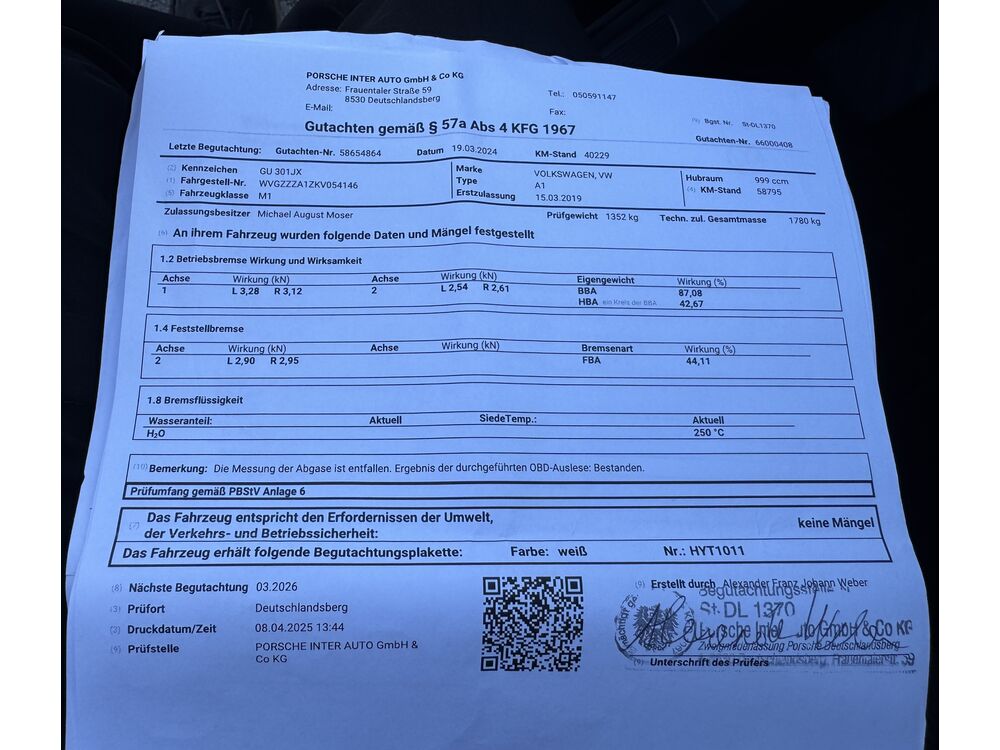 PORSCHE INTER AUTO GmbH & Co KG
Adresse: Frauentaler Straße 59
8530 Deutschlandsberg
E-Mail:
Tel.: 050591147
Fax:
(9) Bgst. Nr. St-DL1370
Gutachten gemäß § 57a Abs 4 KFG 1967
Gutachten-Nr. 66000408
Letzte Begutachtung: Gutachten-Nr. 58654864 Datum 19.03.2024 KM-Stand 40229
(2) Kennzeichen GU 301JX Marke VOLKSWAGEN, VW Hubraum 999 ccm
(1) Fahrgestell-Nr. WVGZZZA1ZKV054146 Type A1 (4) KM-Stand 58795
(5) Fahrzeugklasse M1 Erstzulassung 15.03.2019
Zulassungsbesitzer Michael August Moser Prüfgewicht 1352 kg Techn. zul. Gesamtmasse 1780 kg
(6) An ihrem Fahrzeug wurden folgende Daten und Mängel festgestellt
1.2 Betriebsbremse Wirkung und Wirksamkeit
Achse Wirkung (kN) Achse Wirkung (kN) Eigengewicht Wirkung (%)
1 L 3,28 R 3,12 2 L 2,54 R 2,61 BBA 87,08
HBA ein Kreis der BBA 42,67
1.4 Feststellbremse
Achse Wirkung (kN) Achse Wirkung (kN) Bremsenart Wirkung (%)
2 L 2,90 R 2,95 FBA 44,11
1.8 Bremsflüssigkeit
Wasseranteil: Aktuell SiedeTemp.: Aktuell
H₂O 250 °C
(10) Bemerkung: Die Messung der Abgase ist entfallen. Ergebnis der durchgeführten OBD-Auslese: Bestanden.
Prüfumfang gemäß PBStV Anlage 6
(7) Das Fahrzeug entspricht den Erfordernissen der Umwelt,
der Verkehrs- und Betriebssicherheit: keine Mängel
Das Fahrzeug erhält folgende Begutachtungsplakette: Farbe: weiß Nr.: HYT1011
(8) Nächste Begutachtung 03.2026
(3) Prüfort Deutschlandsberg
(3) Druckdatum/Zeit 08.04.2025 13:44
(9) Prüfstelle PORSCHE INTER AUTO GmbH &
Co KG
(9) Erstellt durch Alexander Franz Johann Weber
Begutachtungsstelle
St. DL 1370
Porsche Inter Auto GmbH & Co KG
Zweigniederlassung Porsche Deutschlandsberg
(9) Unterschrift des Prüfers